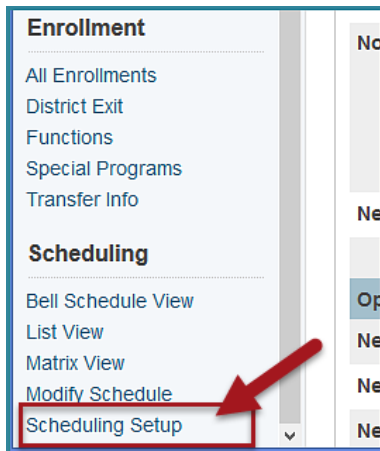 Enrollment
All Enrollments
District Exit
Functions
Special Programs
Transfer Info
Scheduling
Bell Schedule View
List View
Matrix View
Modify Schedule
Scheduling Setup